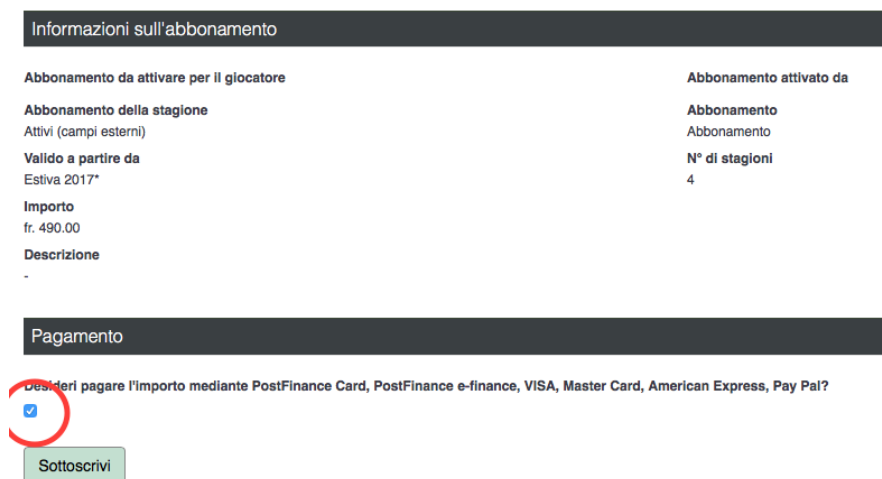 Informazioni sull'abbonamento
Abbonamento da attivare per il giocatore
Abbonamento attivato da
Abbonamento della stagione
Abbonamento
Attivi (campi esterni)
Abbonamento
Valido a partire da
N° di stagioni
Estiva 2017*
4
Importo
fr. 490.00
Descrizione
-
Pagamento
Desideri pagare l'importo mediante PostFinance Card, PostFinance e-finance, VISA, Master Card, American Express, Pay Pal?
Sottoscrivi